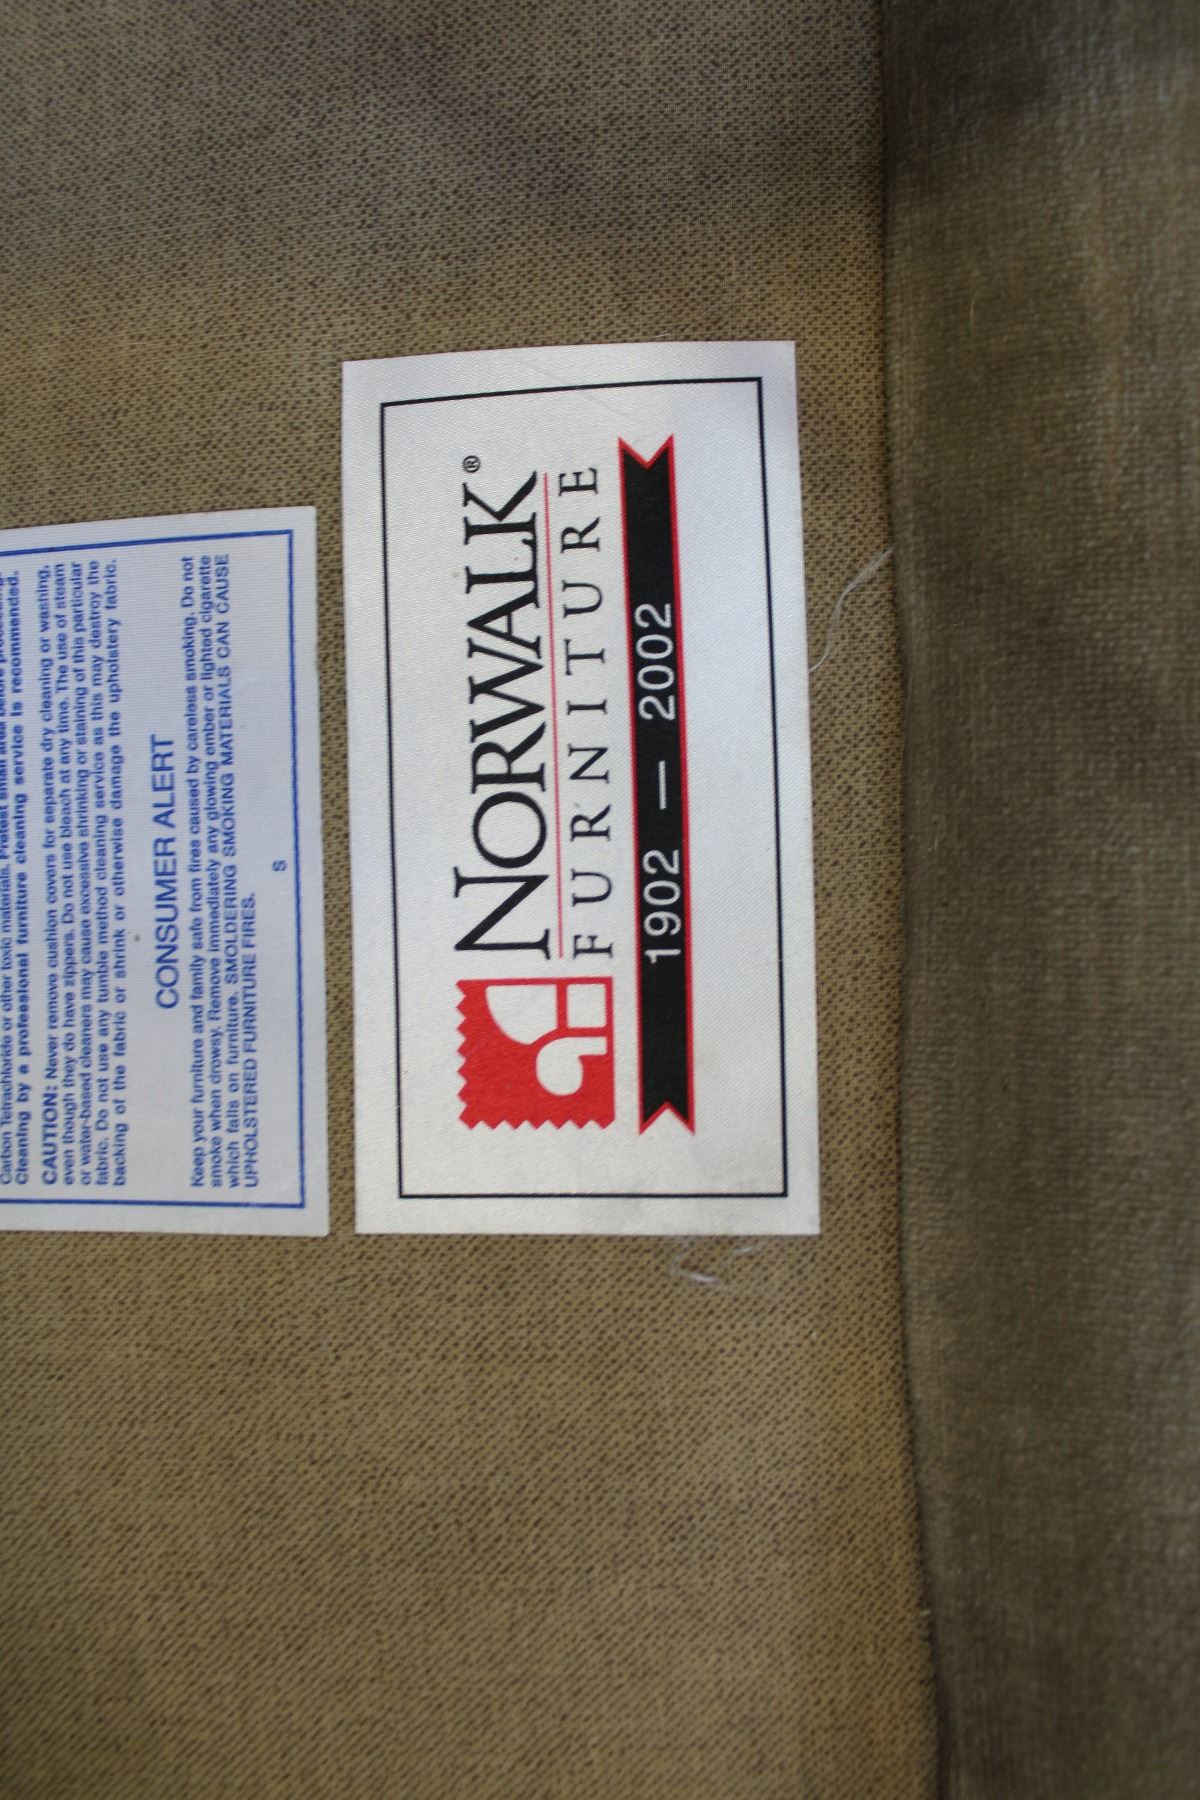 Carbon Tetrachloride or other toxic materials. Pretest small area before
Cleaning by a professional furniture cleaning service is recommended.
CAUTION: Never remove cushion covers for separate dry cleaning or washing,
even though they do have zippers. Do not use bleach at any time. The use of steam
or water-based cleaners may cause excessive shrinking or staining of this particular
fabric. Do not use any tumble method cleaning service as this may destroy the
backing of the fabric or shrink or otherwise damage the upholstery fabric.
CONSUMER ALERT
Keep your furniture and family safe from fires caused by careless smoking. Do not
smoke when drowsy. Remove immediately any glowing ember or lighted cigarette
which falls on furniture. SMOLDERING SMOKING MATERIALS CAN CAUSE
UPHOLSTERED FURNITURE FIRES.
S
NORWALK®
FURNITURE
1902 — 2002